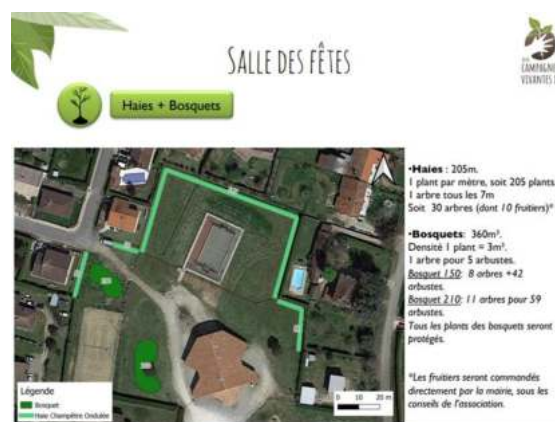 SALLE DES FÊTES
CAMPAGNES
VIVANTES
Haies + Bosquets
•Haies : 205m.
1 plant par mètre, soit 205 plants
1 arbre tous les 7m
Soit 30 arbres (dont 10 fruitiers)*
•Bosquets: 360m².
Densité 1 plant = 3m².
1 arbre pour 5 arbustes.
Bosquet 150: 8 arbres +42
arbustes.
Bosquet 210: 11 arbres pour 59
arbustes.
Tous les plants des bosquets seront
protégés.
*Les fruitiers seront commandés
directement par la mairie, sous les
conseils de l'association.
Légende
Bosquet
Haie Champêtre Ondulée
0 10 20 m